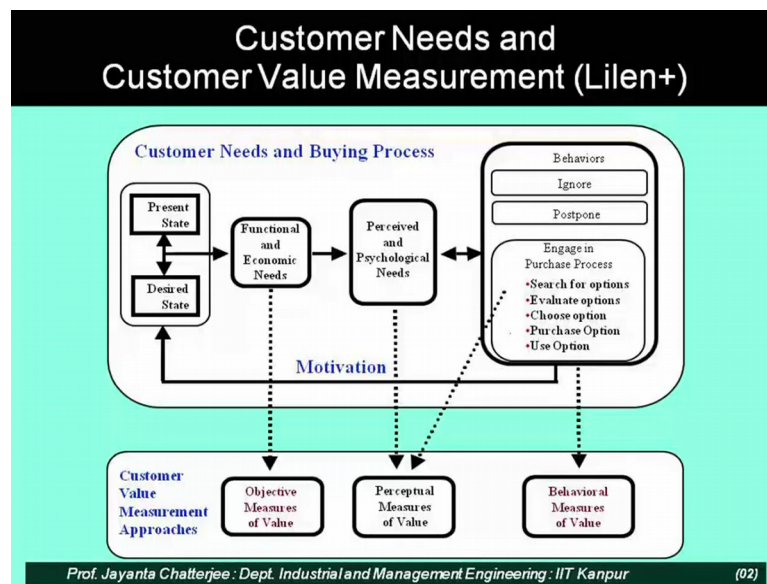 Customer Needs and
Customer Value Measurement (Lilen+)
Customer Needs and Buying Process
Present
State
Desired
State
Functional
and
Economic
Needs
Perceived
and
Psychological
Needs
Behaviors
Ignore
Postpone
Engage in
Purchase Process
•Search for options
•Evaluate options
•Choose option
•Purchase Option
•Use Option
Motivation
Customer
Value
Measurement
Approaches
Objective
Measures
of Value
Perceptual
Measures
of Value
Behavioral
Measures
of Value
Prof. Jayanta Chatterjee : Dept. Industrial and Management Engineering : IIT Kanpur (02)